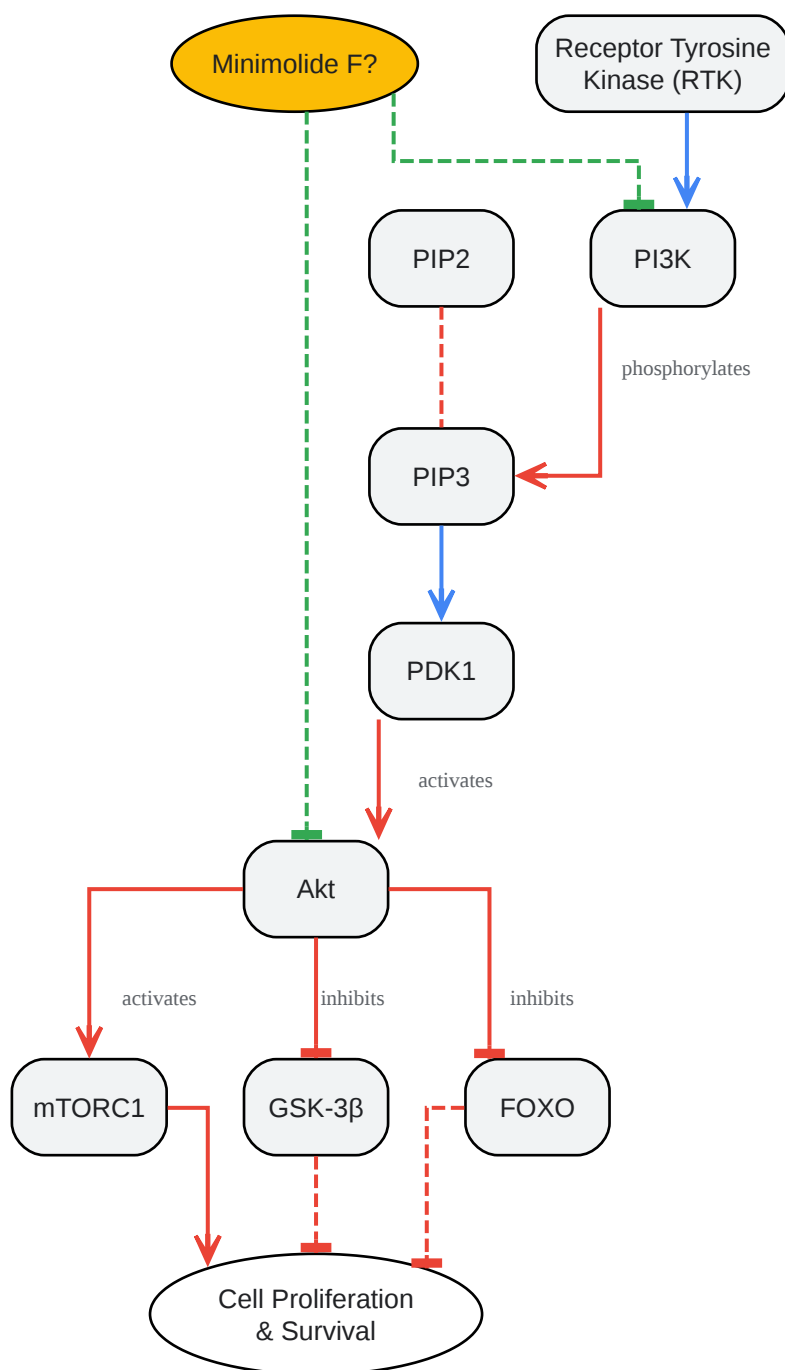 Minimolide F?
Receptor Tyrosine
Kinase (RTK)
PIP2
PI3K
phosphorylates
PIP3
PDK1
activates
Akt
activates
inhibits
inhibits
mTORC1
GSK-3β
FOXO
Cell Proliferation
& Survival